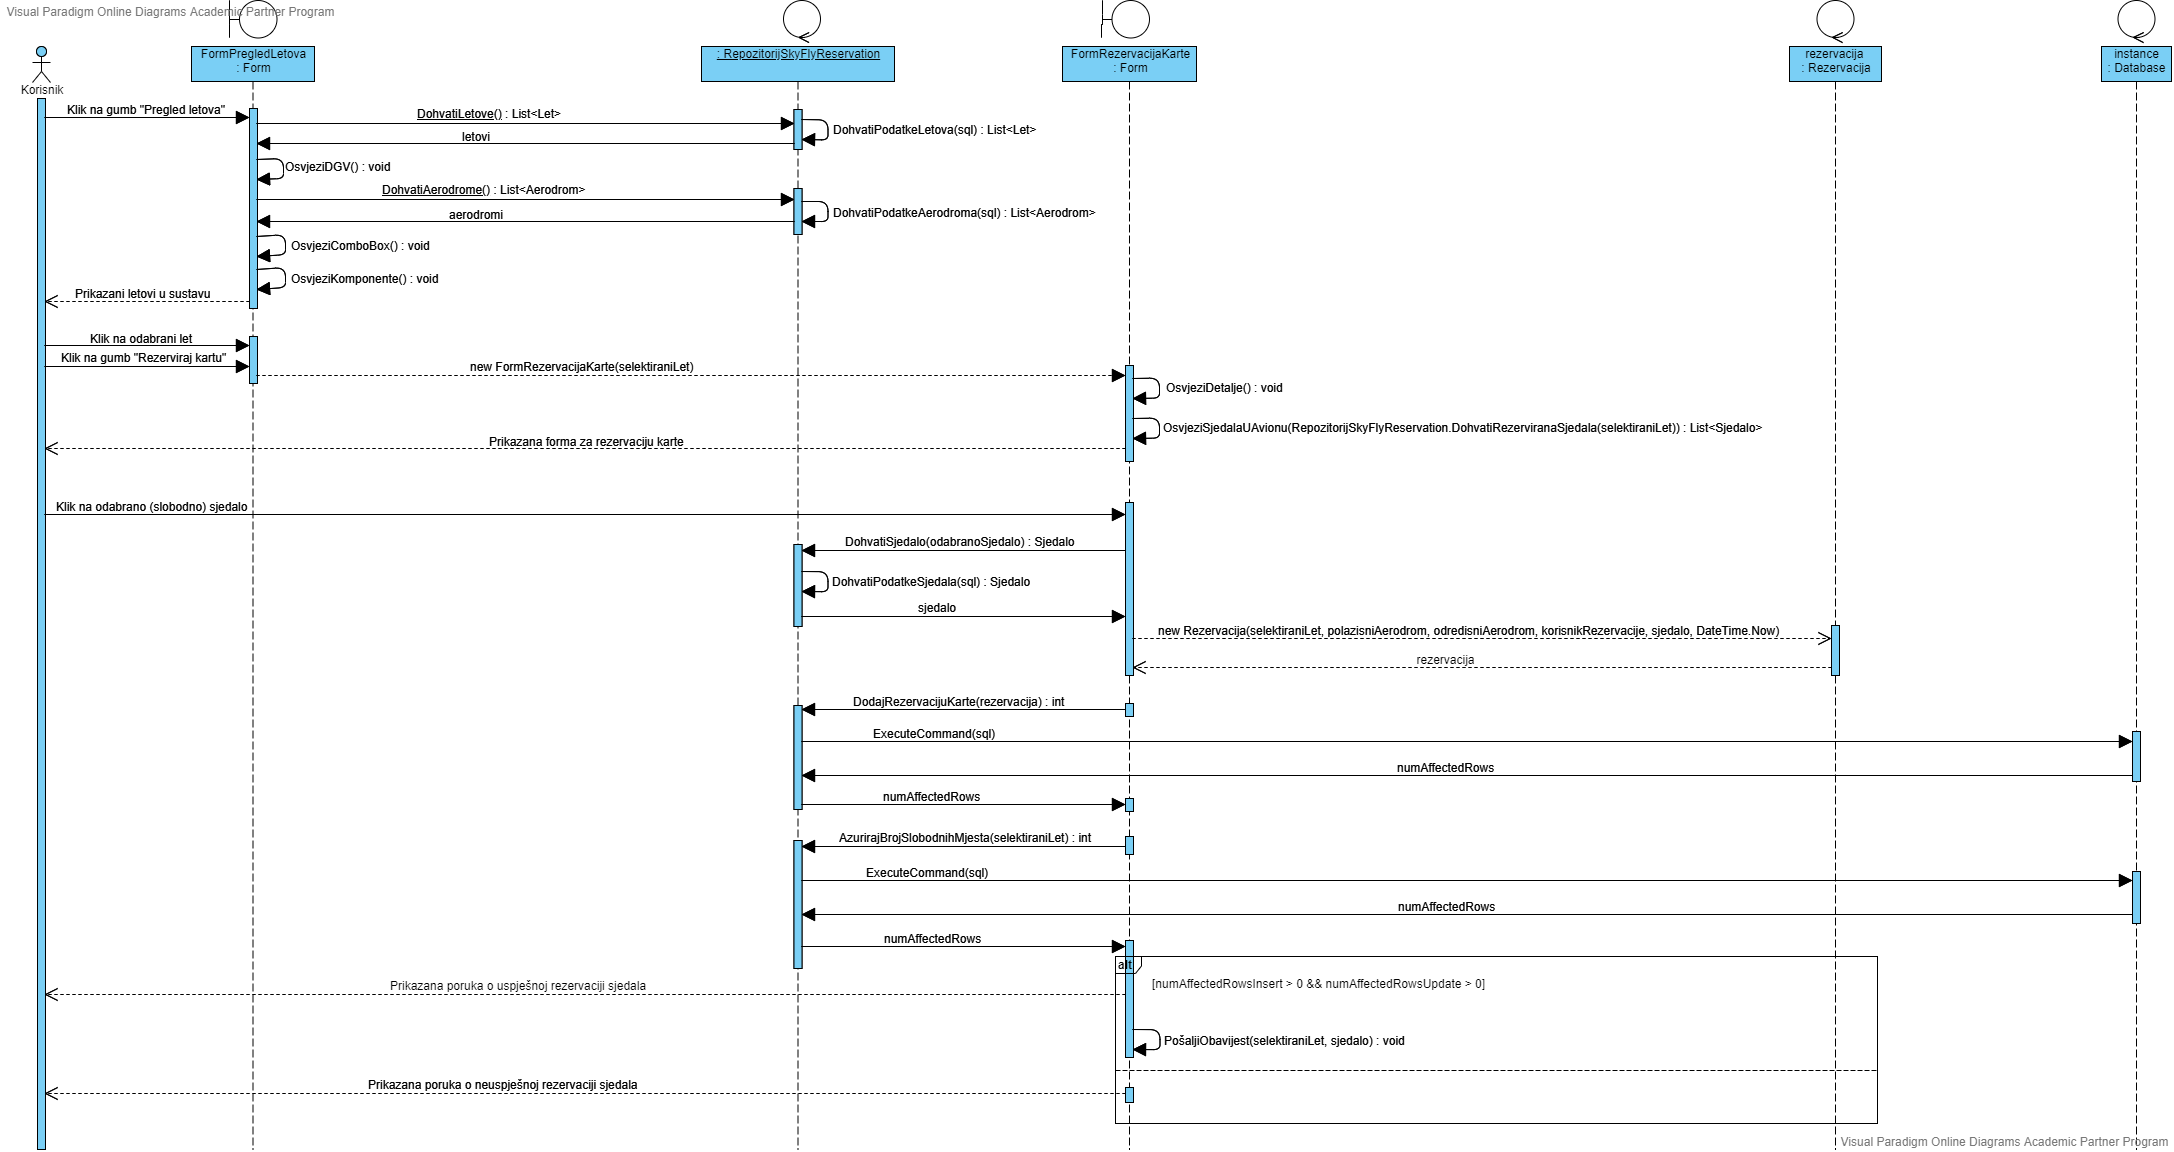 Visual Paradigm Online Diagrams Academic Partner Program
FormPregledLetova
: Form
: RepozitorijSkyFlyReservation
FormRezervacijaKarte
: Form
rezervacija
: Rezervacija
instance
: Database
Korisnik
Klik na gumb "Pregled letova"
DohvatiLetove() : List<Let>
DohvatiPodatkeLetova(sql) : List<Let>
letovi
OsvjeziDGV() : void
DohvatiAerodrome() : List<Aerodrom>
DohvatiPodatkeAerodroma(sql) : List<Aerodrom>
aerodromi
OsvjeziComboBox() : void
OsvjeziKomponente() : void
Prikazani letovi u sustavu
Klik na odabrani let
Klik na gumb "Rezerviraj kartu"
new FormRezervacijaKarte(selektiraniLet)
OsvjeziDetalje() : void
OsvjeziSjedalaUAvionu(RepozitorijSkyFlyReservation.DohvatiRezerviranaSjedala(selektiraniLet)) : List<Sjedalo>
Prikazana forma za rezervaciju karte
Klik na odabrano (slobodno) sjedalo
DohvatiSjedalo(odabranoSjedalo) : Sjedalo
DohvatiPodatkeSjedala(sql) : Sjedalo
sjedalo
new Rezervacija(selektiraniLet, polazisniAerodrom, odredisniAerodrom, korisnikRezervacije, sjedalo, DateTime.Now)
rezervacija
DodajRezervacijuKarte(rezervacija) : int
ExecuteCommand(sql)
numAffectedRows
numAffectedRows
AzurirajBrojSlobodnihMjesta(selektiraniLet) : int
ExecuteCommand(sql)
numAffectedRows
numAffectedRows
alt
[numAffectedRowsInsert > 0 && numAffectedRowsUpdate > 0]
Prikazana poruka o uspješnoj rezervaciji sjedala
PošaljiObavijest(selektiraniLet, sjedalo) : void
Prikazana poruka o neuspješnoj rezervaciji sjedala
Visual Paradigm Online Diagrams Academic Partner Program